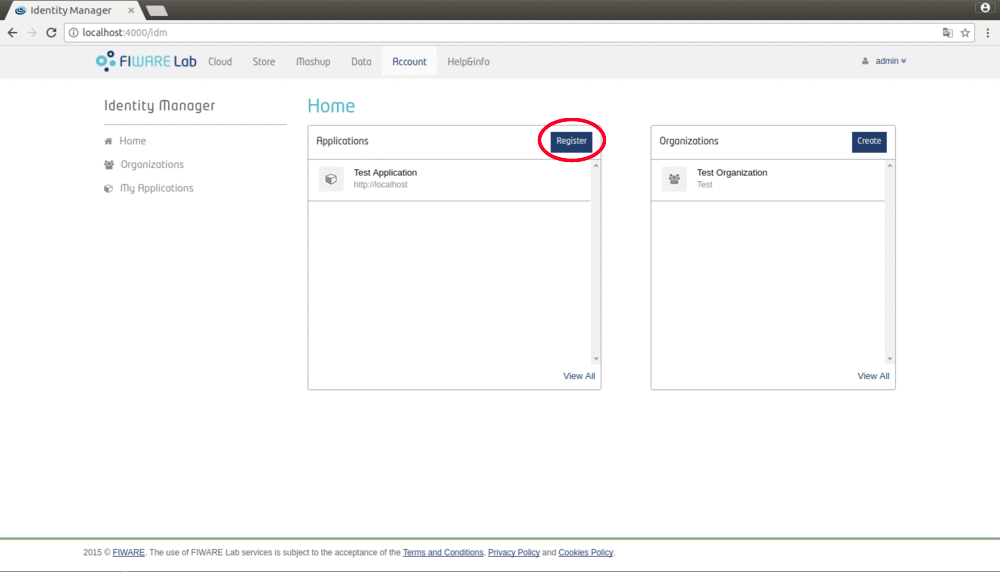 Identity Manager
localhost:4000/idm
FIWARE Lab Cloud Store Mashup Data Account Help&info admin
Identity Manager
Home
Organizations
My Applications
Home
Applications Register
Test Application
http://localhost
View All
Organizations Create
Test Organization
Test
View All
2015 © FIWARE. The use of FIWARE Lab services is subject to the acceptance of the Terms and Conditions, Privacy Policy and Cookies Policy.